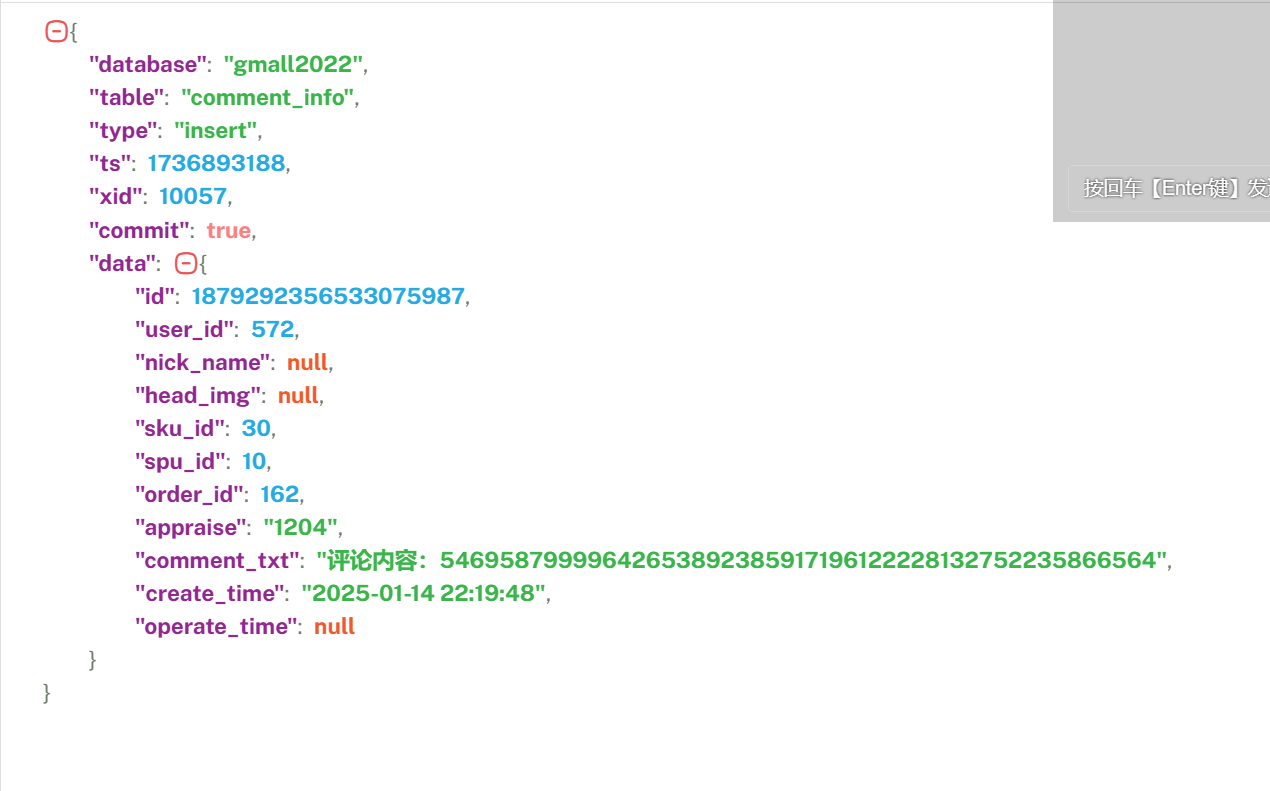 {
"database": "gmall2022",
"table": "comment_info",
"type": "insert",
"ts": 1736893188,
"xid": 10057,
"commit": true,
"data": {
"id": 1879292356533075987,
"user_id": 572,
"nick_name": null,
"head_img": null,
"sku_id": 30,
"spu_id": 10,
"order_id": 162,
"appraise": "1204",
"comment_txt": "评论内容：54695879999642653892385917196122228132752235866564",
"create_time": "2025-01-14 22:19:48",
"operate_time": null
}
}
按回车【Enter键】发